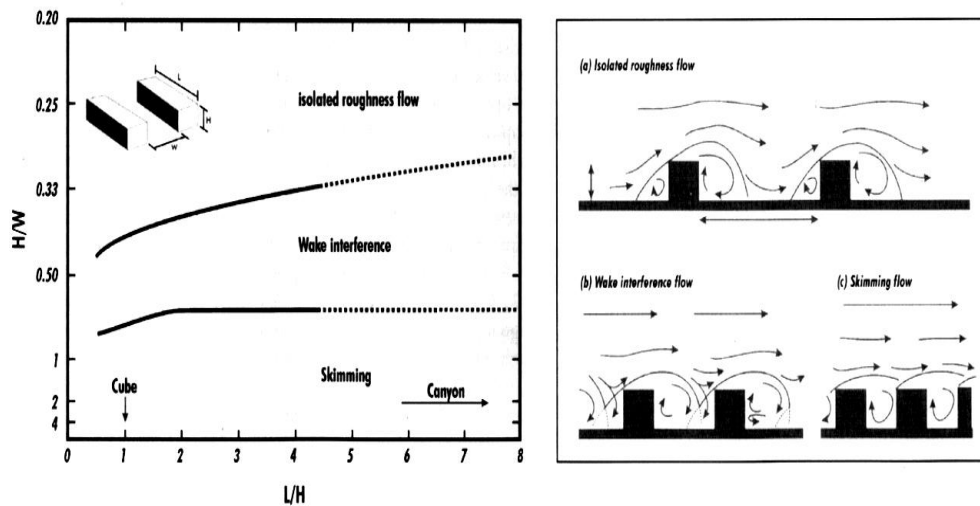 0.20
0.25
0.33
0.50
1
2
4
H/W
L
H
W
isolated roughness flow
Wake interference
Skimming
Cube
Canyon
0 1 2 3 4 5 6 7 8
L/H
(a) Isolated roughness flow
(b) Wake interference flow
(c) Skimming flow